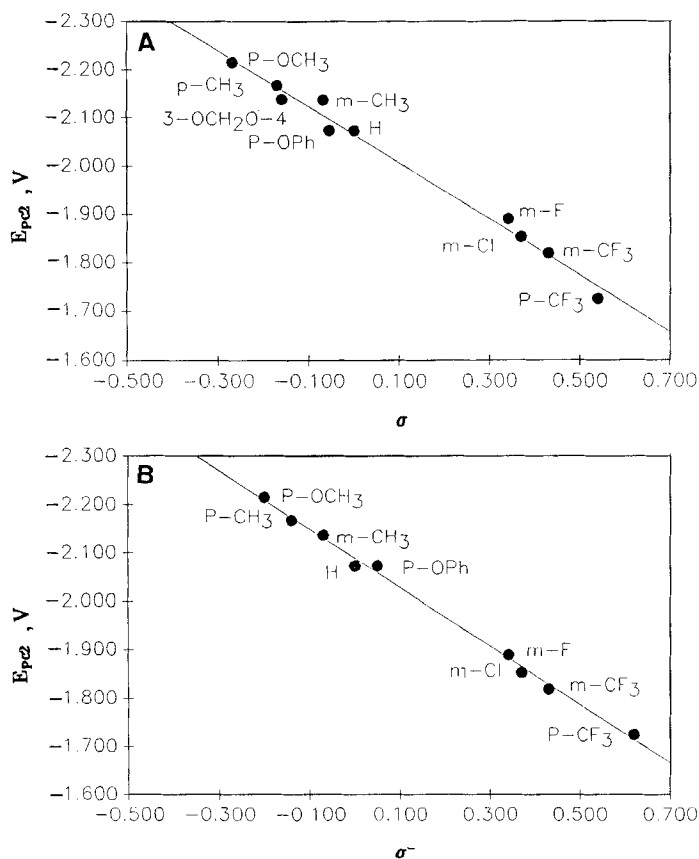 A
−2.300
−2.200
−2.100
−2.000
−1.900
−1.800
−1.700
−1.600
E_pc2 , V
P−OCH3
p−CH3
3−OCH2O−4
m−CH3
P−OPh
H
m−F
m−Cl
m−CF3
P−CF3
−0.500 −0.300 −0.100 0.100 0.300 0.500 0.700
σ
B
−2.300
−2.200
−2.100
−2.000
−1.900
−1.800
−1.700
−1.600
E_pc2 , V
P−OCH3
P−CH3
m−CH3
H
P−OPh
m−F
m−Cl
m−CF3
P−CF3
−0.500 −0.300 −0.100 0.100 0.300 0.500 0.700
σ−